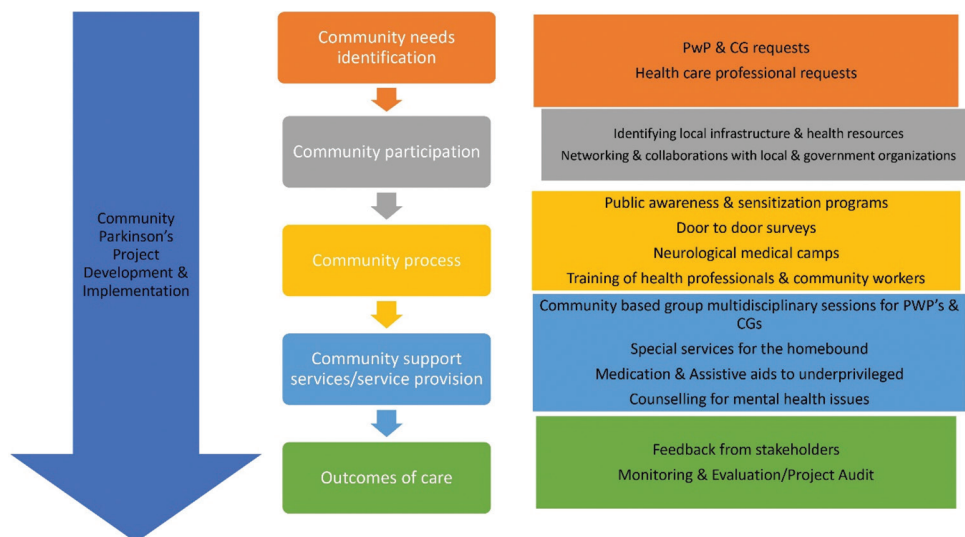 Community
Parkinson's
Project
Development &
Implementation
Community needs
identification
PwP & CG requests
Health care professional requests
Community participation
Identifying local infrastructure & health resources
Networking & collaborations with local & government organizations
Community process
Public awareness & sensitization programs
Door to door surveys
Neurological medical camps
Training of health professionals & community workers
Community support
services/service provision
Community based group multidisciplinary sessions for PWP's &
CGs
Special services for the homebound
Medication & Assistive aids to underprivileged
Counselling for mental health issues
Outcomes of care
Feedback from stakeholders
Monitoring & Evaluation/Project Audit